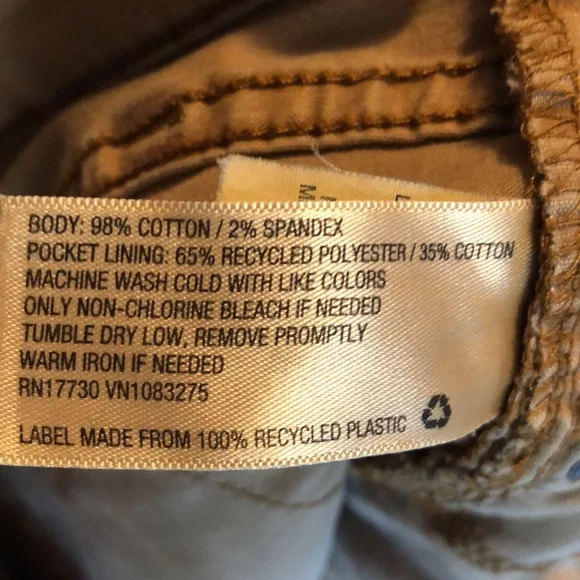 BODY: 98% COTTON / 2% SPANDEX
POCKET LINING: 65% RECYCLED POLYESTER / 35% COTTON
MACHINE WASH COLD WITH LIKE COLORS
ONLY NON-CHLORINE BLEACH IF NEEDED
TUMBLE DRY LOW, REMOVE PROMPTLY
WARM IRON IF NEEDED
RN17730 VN1083275
LABEL MADE FROM 100% RECYCLED PLASTIC